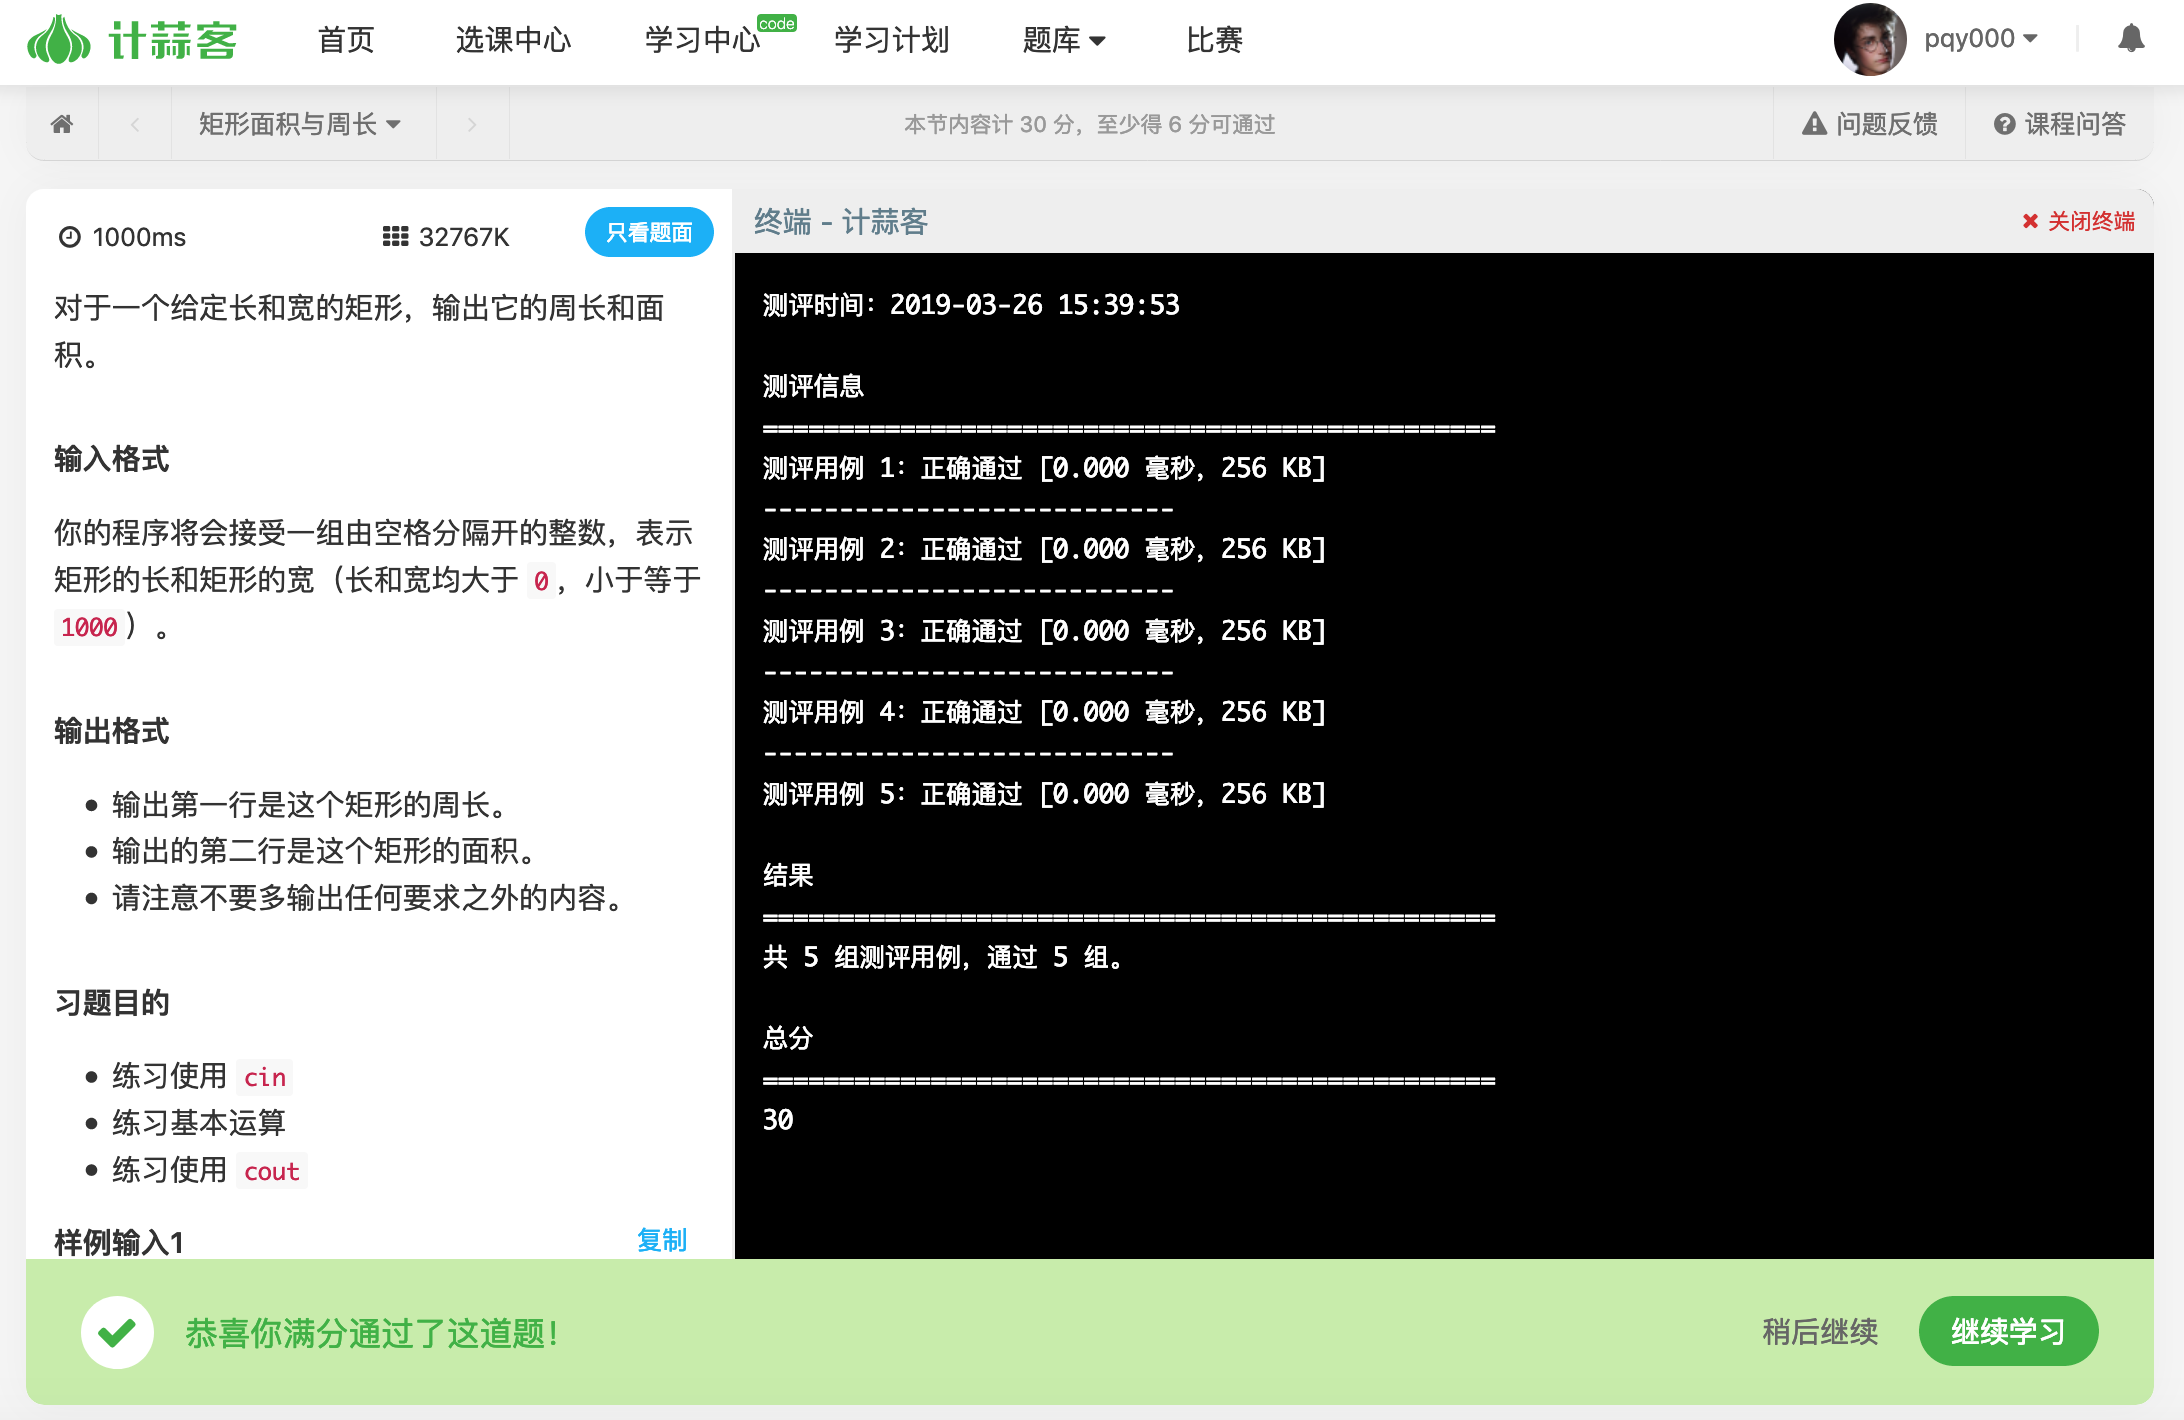 计蒜客 首页 选课中心 学习中心 code 学习计划 题库 比赛 pqy000
矩形面积与周长 本节内容计 30 分，至少得 6 分可通过 问题反馈 课程问答
1000ms 32767K 只看题面
对于一个给定长和宽的矩形，输出它的周长和面
积。
输入格式
你的程序将会接受一组由空格分隔开的整数，表示
矩形的长和矩形的宽（长和宽均大于 0，小于等于
1000）。
输出格式
输出第一行是这个矩形的周长。
输出的第二行是这个矩形的面积。
请注意不要多输出任何要求之外的内容。
习题目的
练习使用 cin
练习基本运算
练习使用 cout
样例输入1 复制
终端 - 计蒜客 关闭终端
测评时间：2019-03-26 15:39:53
测评信息
================================================
测评用例 1：正确通过 [0.000 毫秒，256 KB]
---------------------------
测评用例 2：正确通过 [0.000 毫秒，256 KB]
---------------------------
测评用例 3：正确通过 [0.000 毫秒，256 KB]
---------------------------
测评用例 4：正确通过 [0.000 毫秒，256 KB]
---------------------------
测评用例 5：正确通过 [0.000 毫秒，256 KB]
结果
================================================
共 5 组测评用例，通过 5 组。
总分
================================================
30
恭喜你满分通过了这道题！ 稍后继续 继续学习